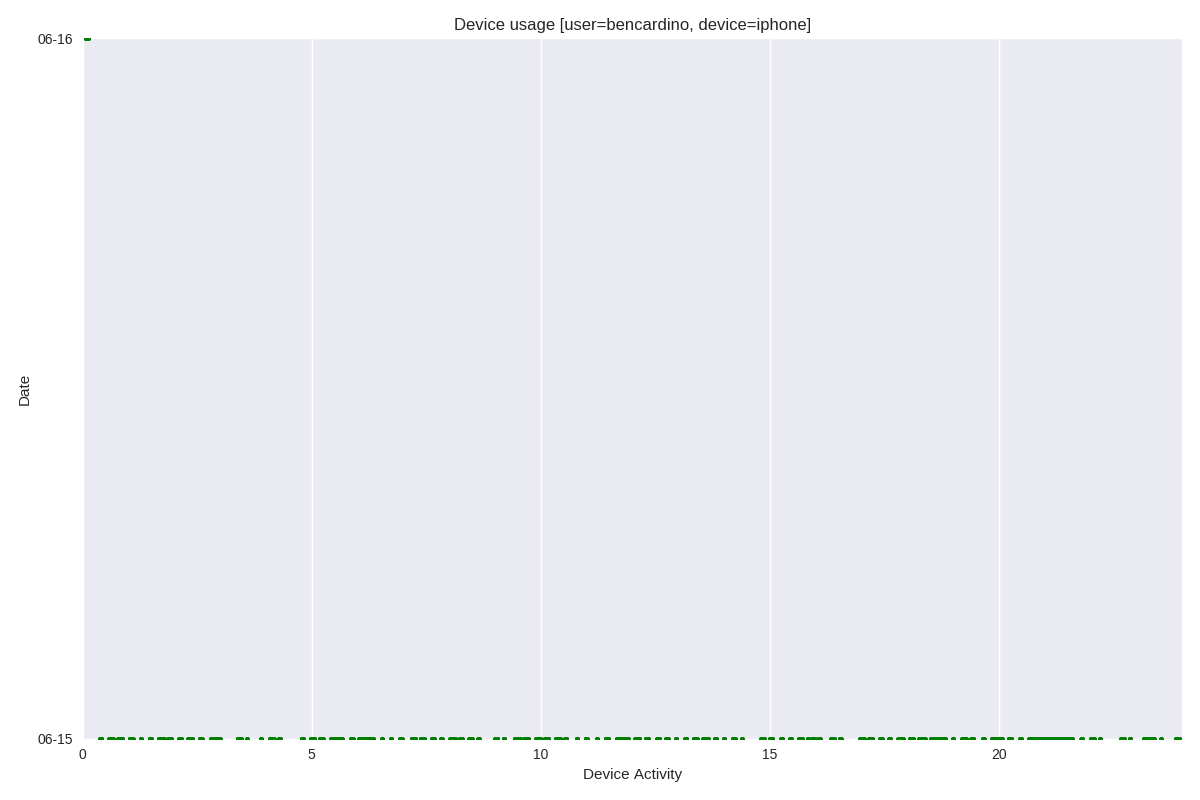 Device usage [user=bencardino, device=iphone]
06-16
Date
06-15
0 5 10 15 20
Device Activity